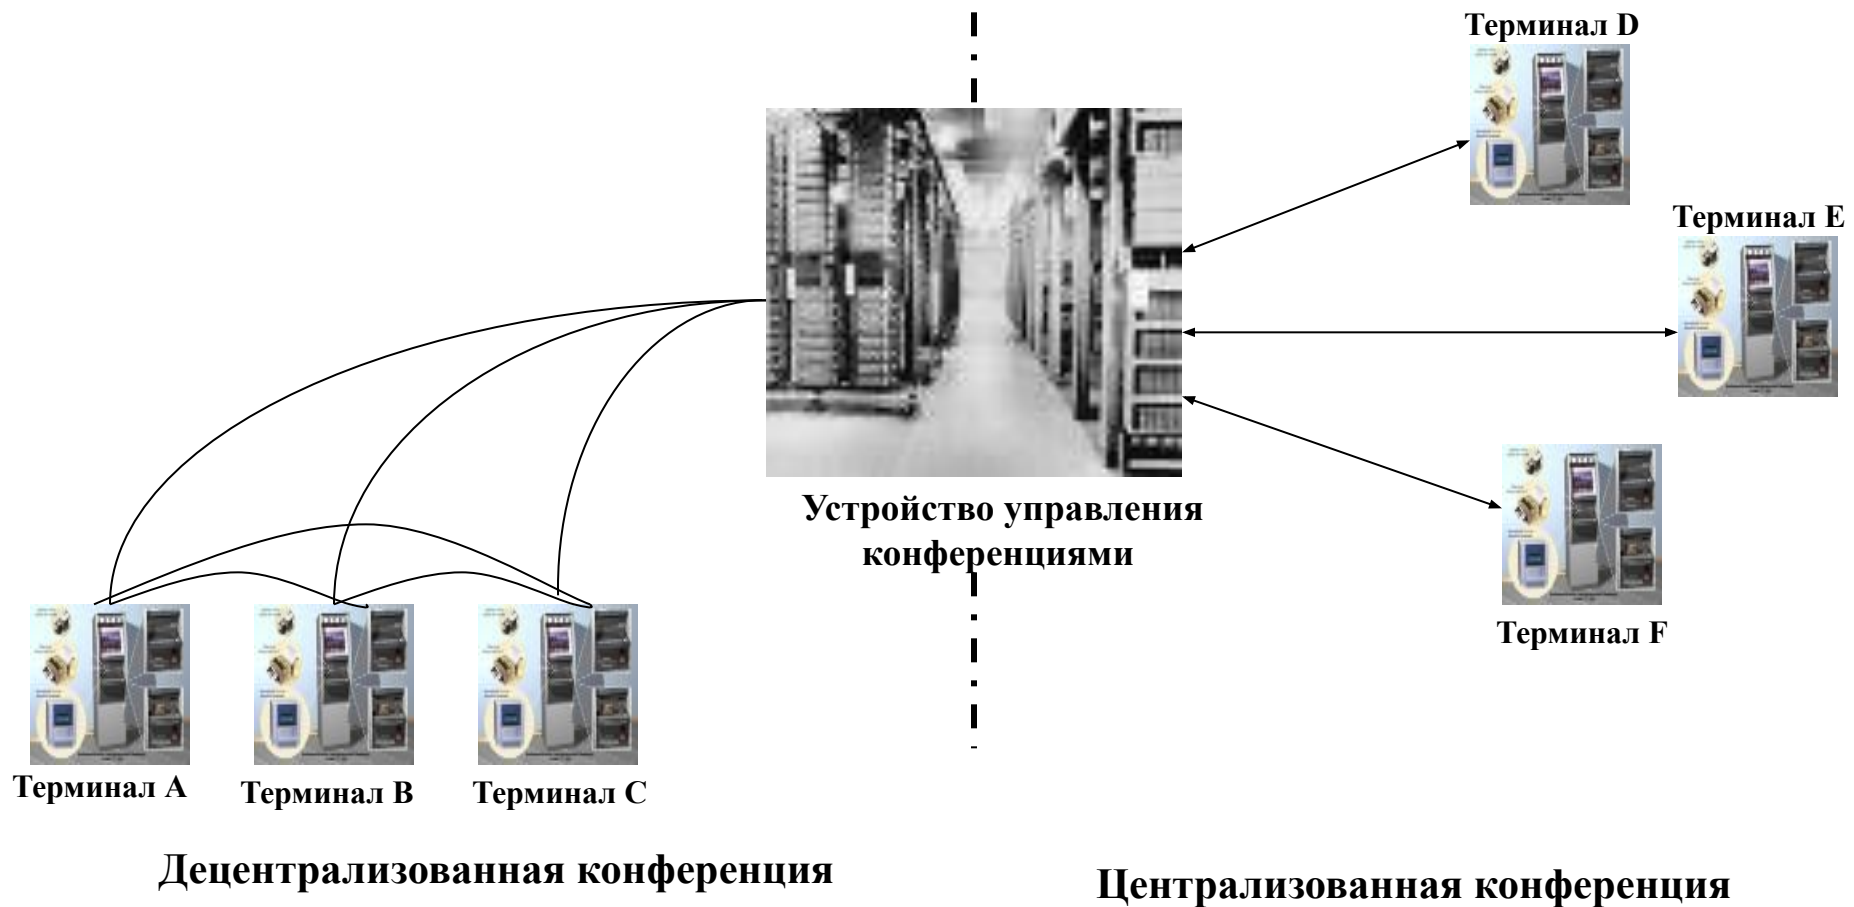 Терминал D
Терминал E
Устройство управления
конференциями
Терминал F
Терминал A
Терминал B
Терминал C
Децентрализованная конференция
Централизованная конференция